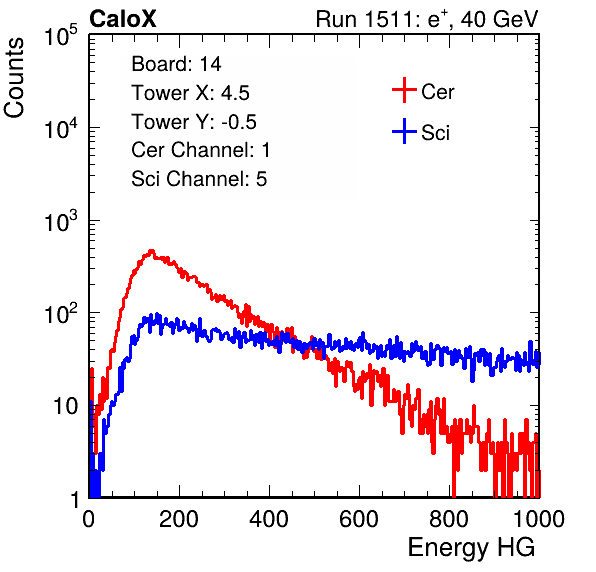 CaloX Run 1511: e+, 40 GeV
Counts
10^5
10^4
10^3
10^2
10
1
Board: 14
Tower X: 4.5
Tower Y: -0.5
Cer Channel: 1
Sci Channel: 5
Cer
Sci
0 200 400 600 800 1000
Energy HG